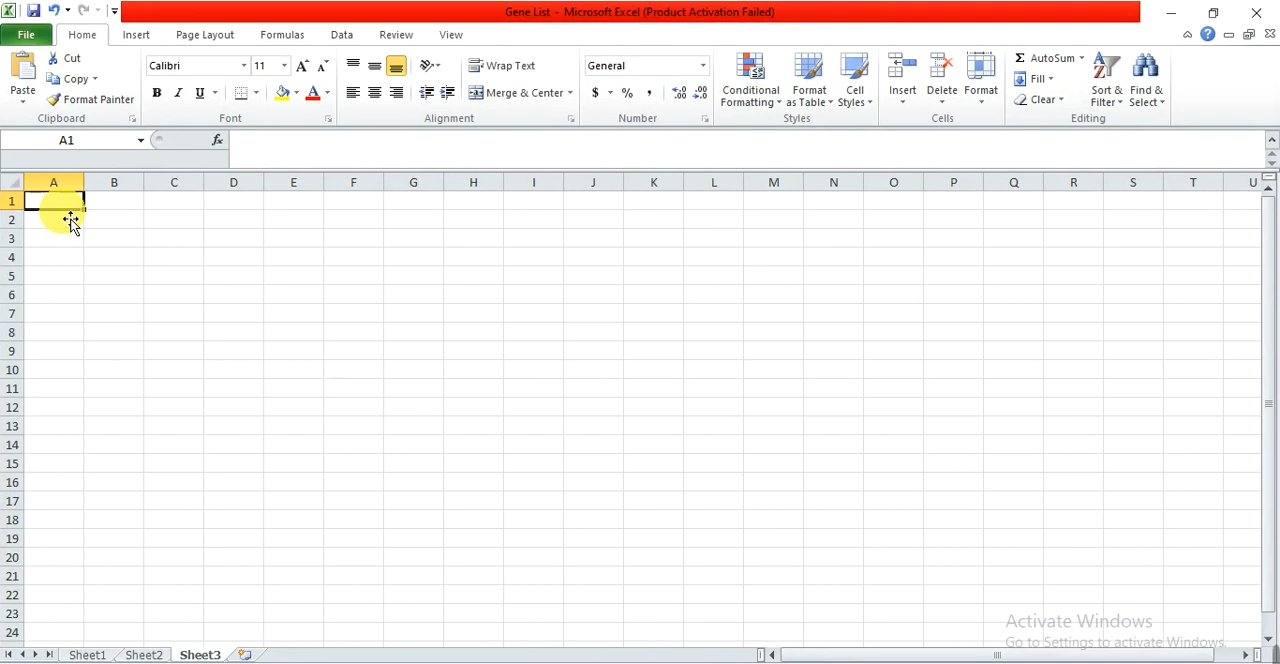 Gene List - Microsoft Excel (Product Activation Failed)
File Home Insert Page Layout Formulas Data Review View
Paste
Cut
Copy
Format Painter
Clipboard
Calibri 11
B I U
Font
Wrap Text
Merge & Center
Alignment
General
$ % ,
Number
Conditional Formatting
Format as Table
Cell Styles
Styles
Insert Delete Format
Cells
Σ AutoSum
Fill
Clear
Sort & Filter
Find & Select
Editing
A1 fx
A B C D E F G H I J K L M N O P Q R S T U
1
2
3
4
5
6
7
8
9
10
11
12
13
14
15
16
17
18
19
20
21
22
23
24
Activate Windows
Go to Settings to activate Windows.
Sheet1 Sheet2 Sheet3